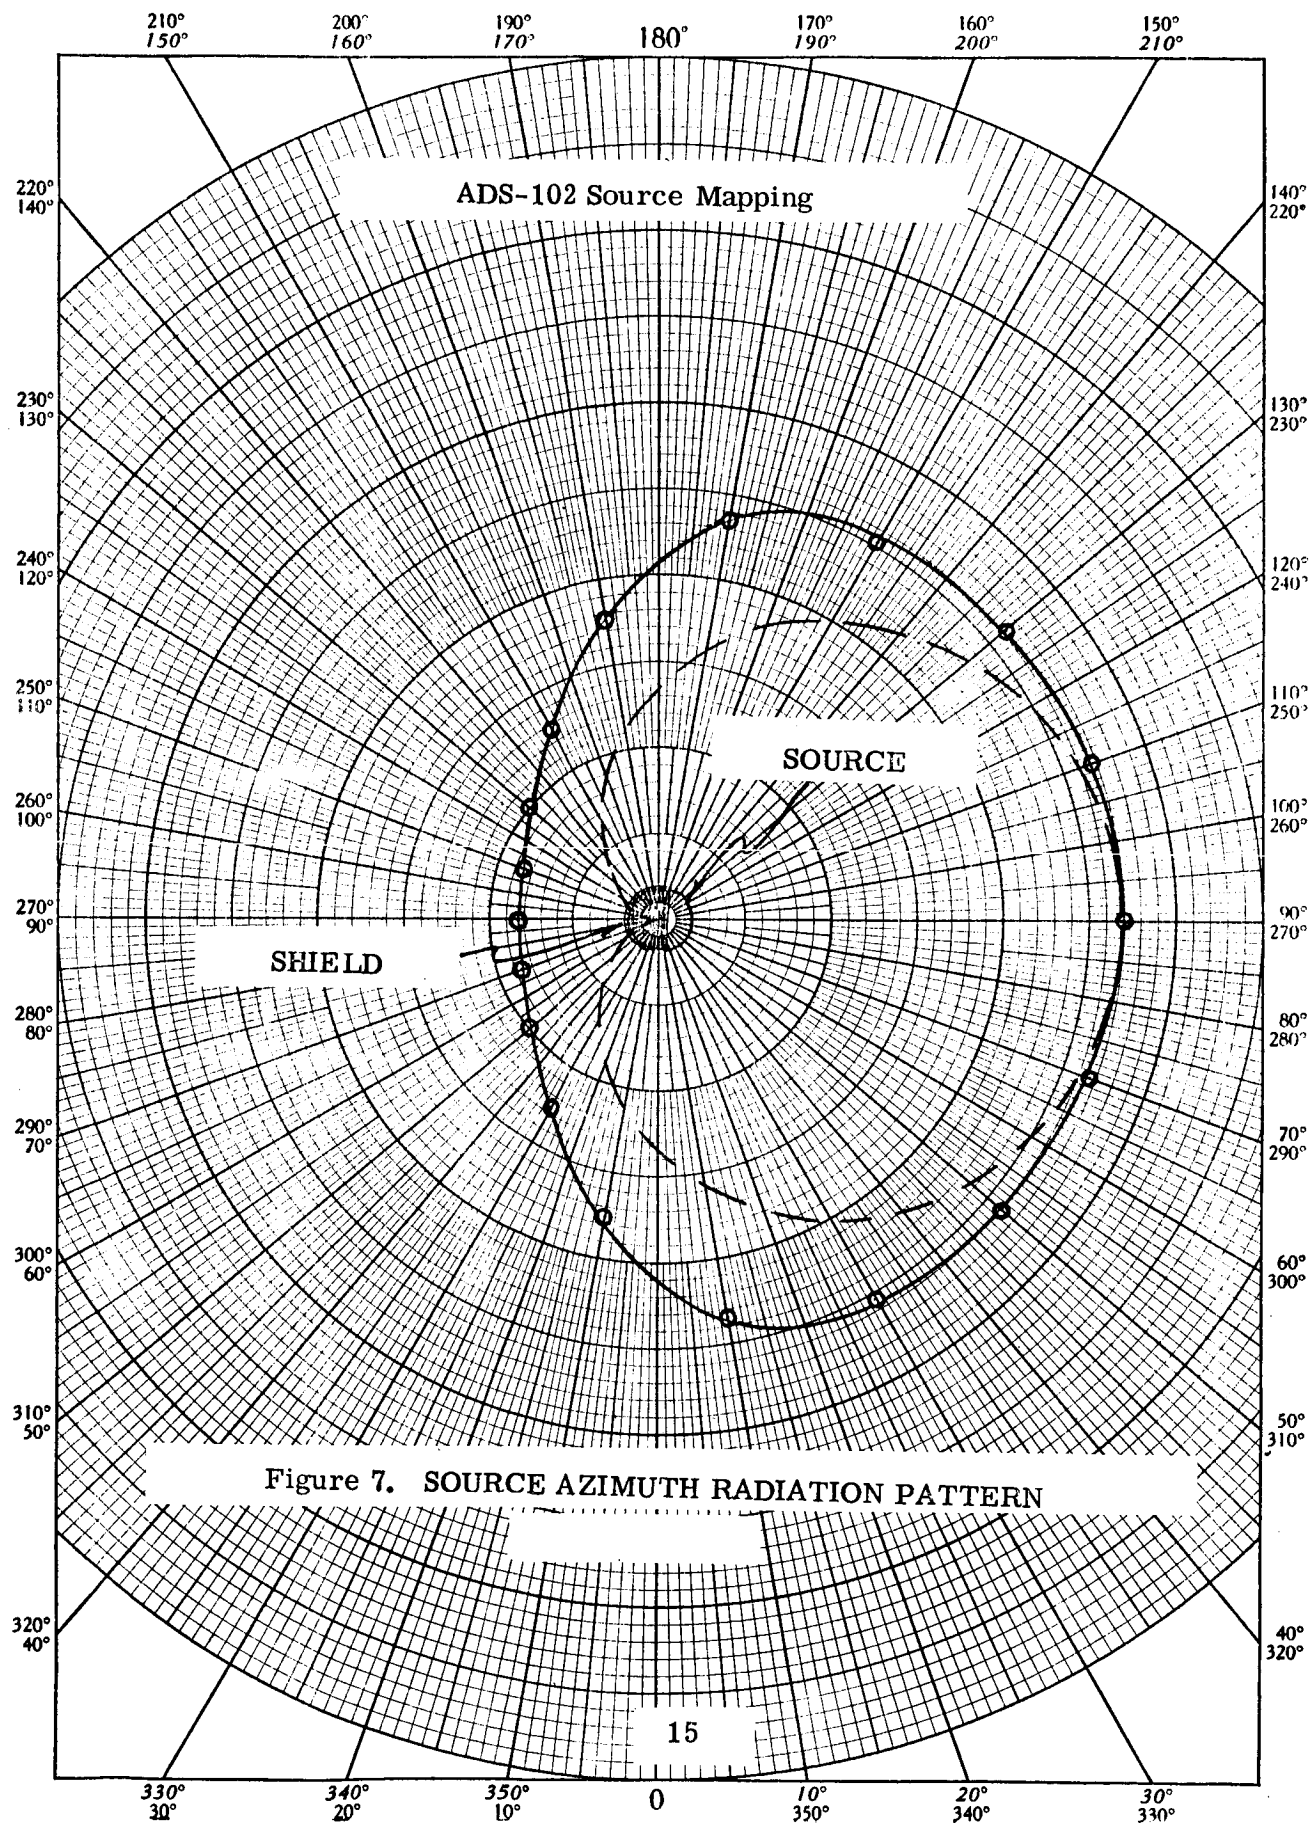 210° 200° 190° 180° 170° 160° 150°
150° 160° 170° 190° 200° 210°
ADS-102 Source Mapping
220° 140°
140° 220°
230° 130°
130° 230°
240° 120°
120° 240°
250° 110°
110° 250°
SOURCE
260° 100°
100° 260°
270° 90°
90° 270°
SHIELD
280° 80°
80° 280°
290° 70°
70° 290°
300° 60°
60° 300°
310° 50°
50° 310°
Figure 7. SOURCE AZIMUTH RADIATION PATTERN
320° 40°
40° 320°
15
330° 340° 350° 0 10° 20° 30°
30° 20° 10° 350° 340° 330°